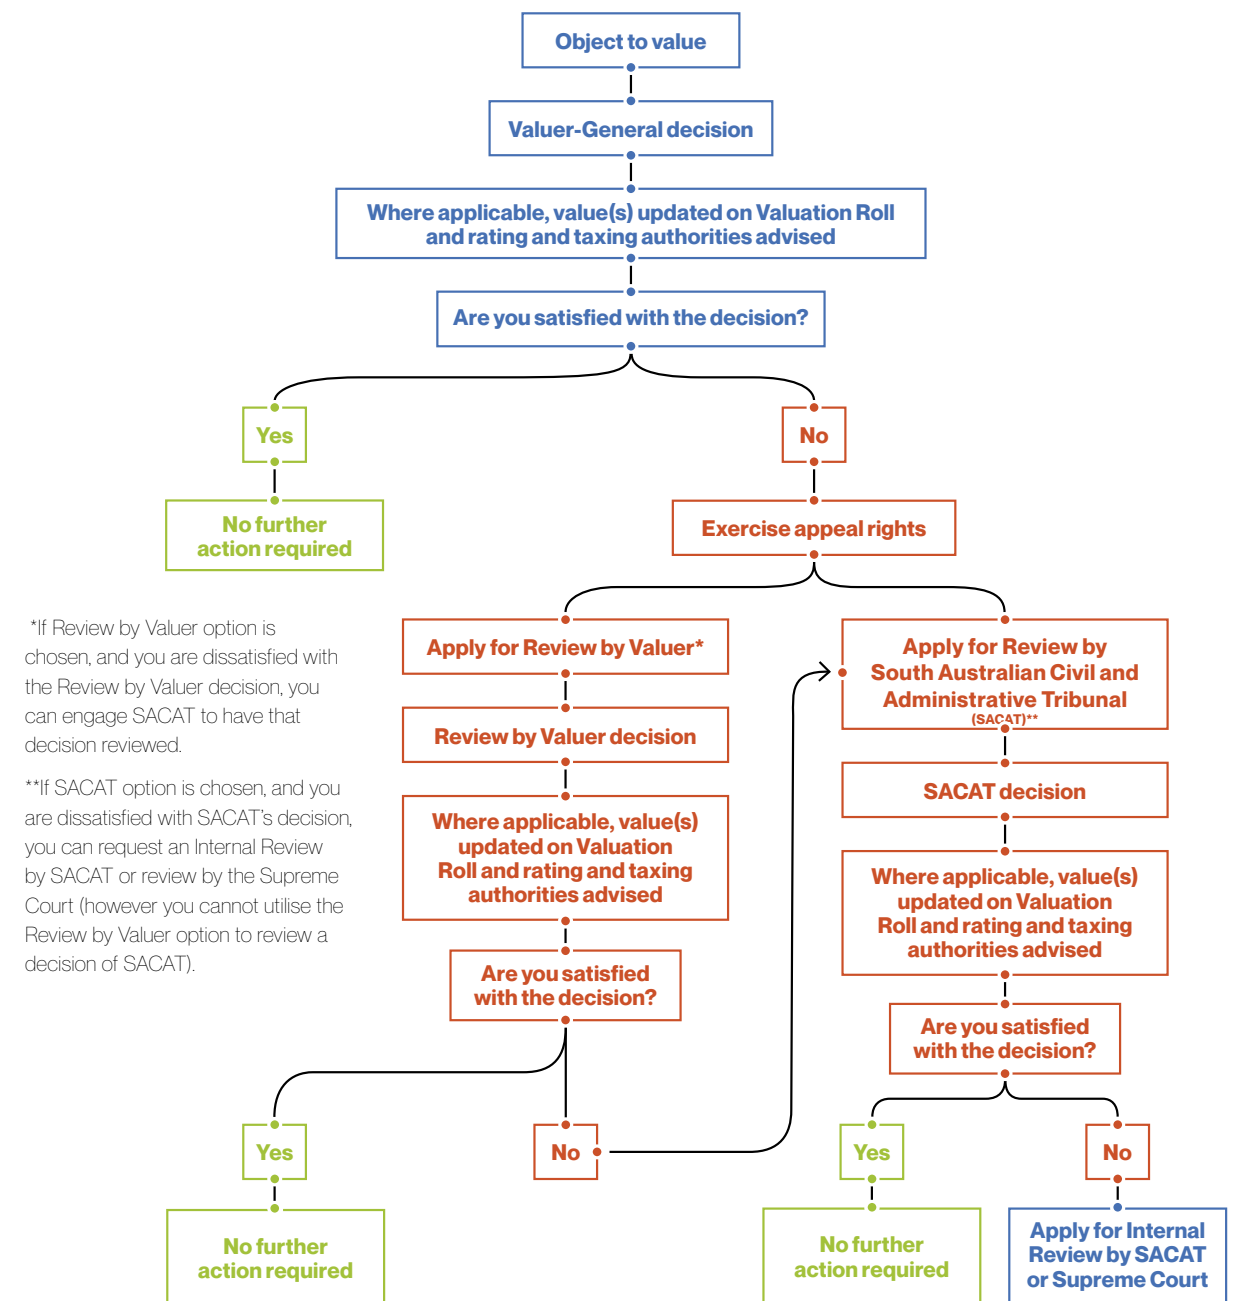 Object to value
Valuer-General decision
Where applicable, value(s) updated on Valuation Roll
and rating and taxing authorities advised
Are you satisfied with the decision?
Yes
No
No further
action required
Exercise appeal rights
*If Review by Valuer option is
chosen, and you are dissatisfied with
the Review by Valuer decision, you
can engage SACAT to have that
decision reviewed.
**If SACAT option is chosen, and you
are dissatisfied with SACAT's decision,
you can request an Internal Review
by SACAT or review by the Supreme
Court (however you cannot utilise the
Review by Valuer option to review a
decision of SACAT).
Apply for Review by Valuer*
Review by Valuer decision
Where applicable, value(s)
updated on Valuation
Roll and rating and taxing
authorities advised
Are you satisfied
with the decision?
Yes
No
No further
action required
Apply for Review by
South Australian Civil and
Administrative Tribunal
(SACAT)**
SACAT decision
Where applicable, value(s)
updated on Valuation
Roll and rating and taxing
authorities advised
Are you satisfied
with the decision?
Yes
No
No further
action required
Apply for Internal
Review by SACAT
or Supreme Court